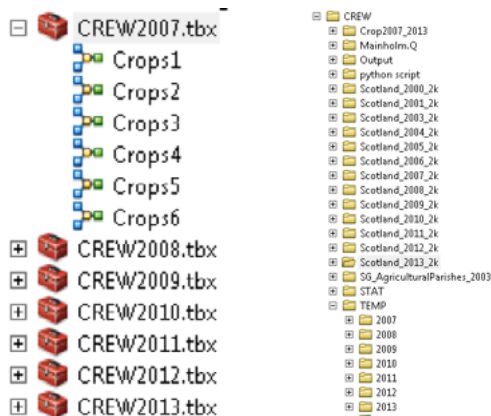 CREW2007.tbx
Crops1
Crops2
Crops3
Crops4
Crops5
Crops6
CREW2008.tbx
CREW2009.tbx
CREW2010.tbx
CREW2011.tbx
CREW2012.tbx
CREW2013.tbx
CREW
Crop2007_2013
Mainholm.Q
Output
python script
Scotland_2000_2k
Scotland_2001_2k
Scotland_2003_2k
Scotland_2004_2k
Scotland_2005_2k
Scotland_2006_2k
Scotland_2007_2k
Scotland_2008_2k
Scotland_2009_2k
Scotland_2010_2k
Scotland_2011_2k
Scotland_2012_2k
Scotland_2013_2k
SG_AgriculturalParishes_2003
STAT
TEMP
2007
2008
2009
2010
2011
2012
2013